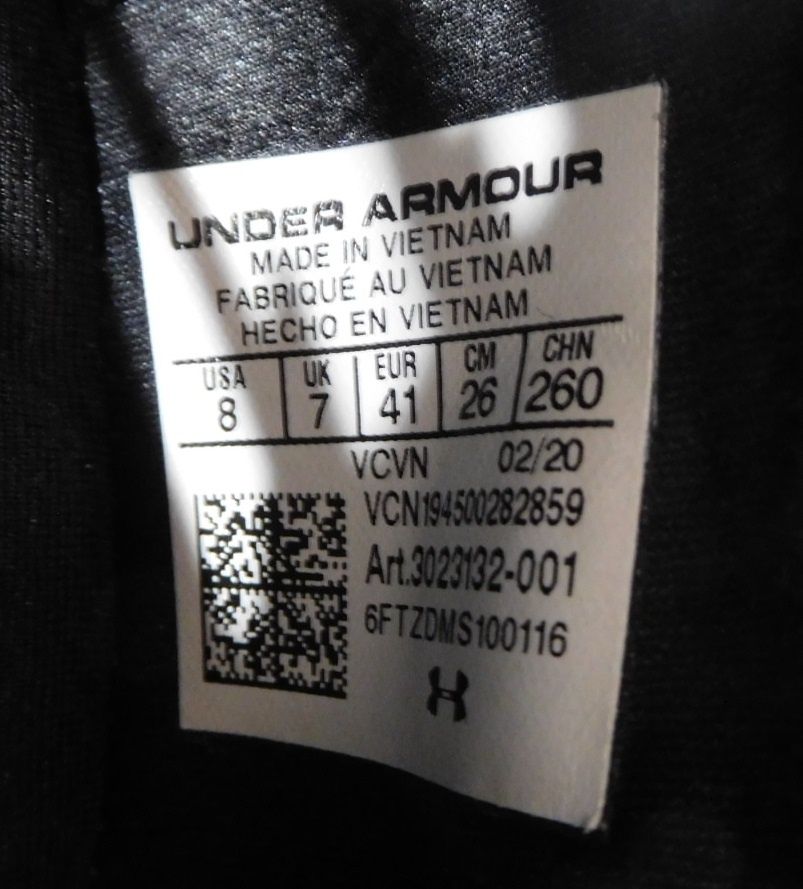 UNDER ARMOUR
MADE IN VIETNAM
FABRIQUÉ AU VIETNAM
HECHO EN VIETNAM
USA UK EUR CM CHN
8 7 41 26 260
VCVN 02/20
VCN194500282859
Art.3023132-001
6FTZDMS100116